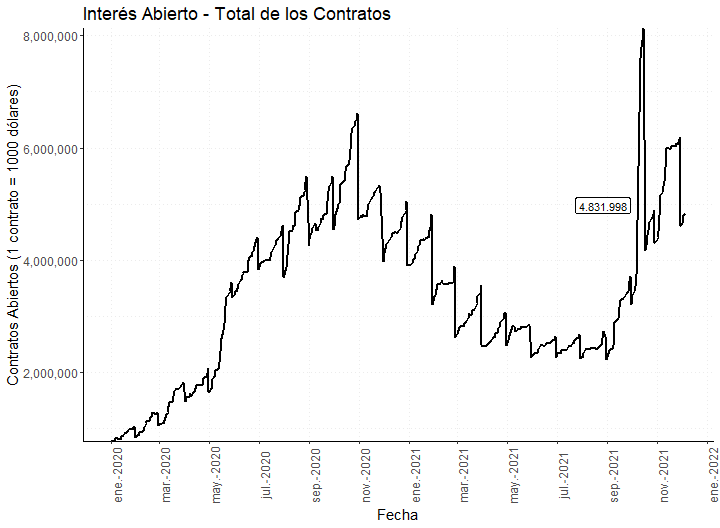 Interés Abierto - Total de los Contratos
Contratos Abiertos (1 contrato = 1000 dólares)
8,000,000
6,000,000
4,000,000
2,000,000
4.831.998
ene.-2020
mar.-2020
may.-2020
jul.-2020
sep.-2020
nov.-2020
ene.-2021
mar.-2021
may.-2021
jul.-2021
sep.-2021
nov.-2021
ene.-2022
Fecha